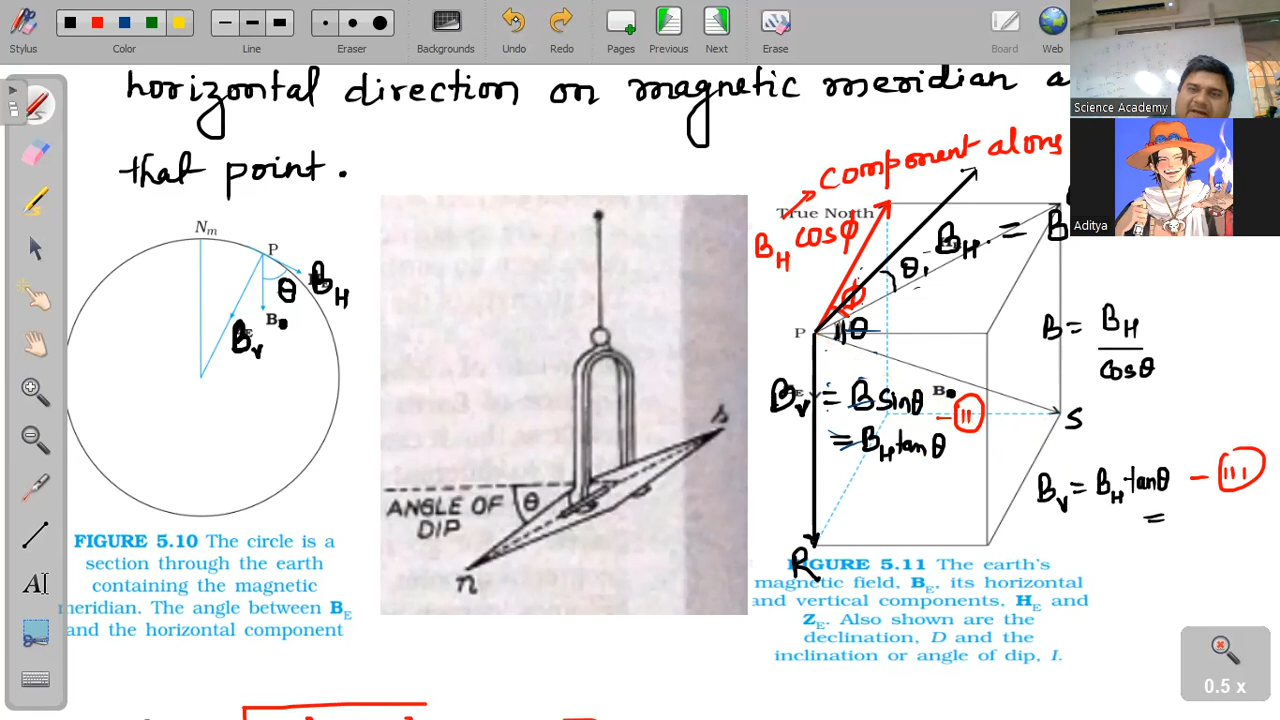 Stylus Color Line Eraser Backgrounds Undo Redo Pages Previous Next Erase Board Web
Science Academy
Aditya
horizontal direction on magnetic meridian a
that point.
Nm
P
θ
BH
Bv
ANGLE OF
DIP
θ
s
n
component along
True North
BH cosφ
BH = B
θ
φ
P
θ
Bv = B sinθ - II
= BH tanθ
S
R
B = BH
cosθ
Bv = BH tanθ - III
=
FIGURE 5.10 The circle is a
section through the earth
containing the magnetic
meridian. The angle between BE
and the horizontal component
FIGURE 5.11 The earth's
magnetic field, BE, its horizontal
and vertical components, HE and
ZE. Also shown are the
declination, D and the
inclination or angle of dip, I.
0.5 x